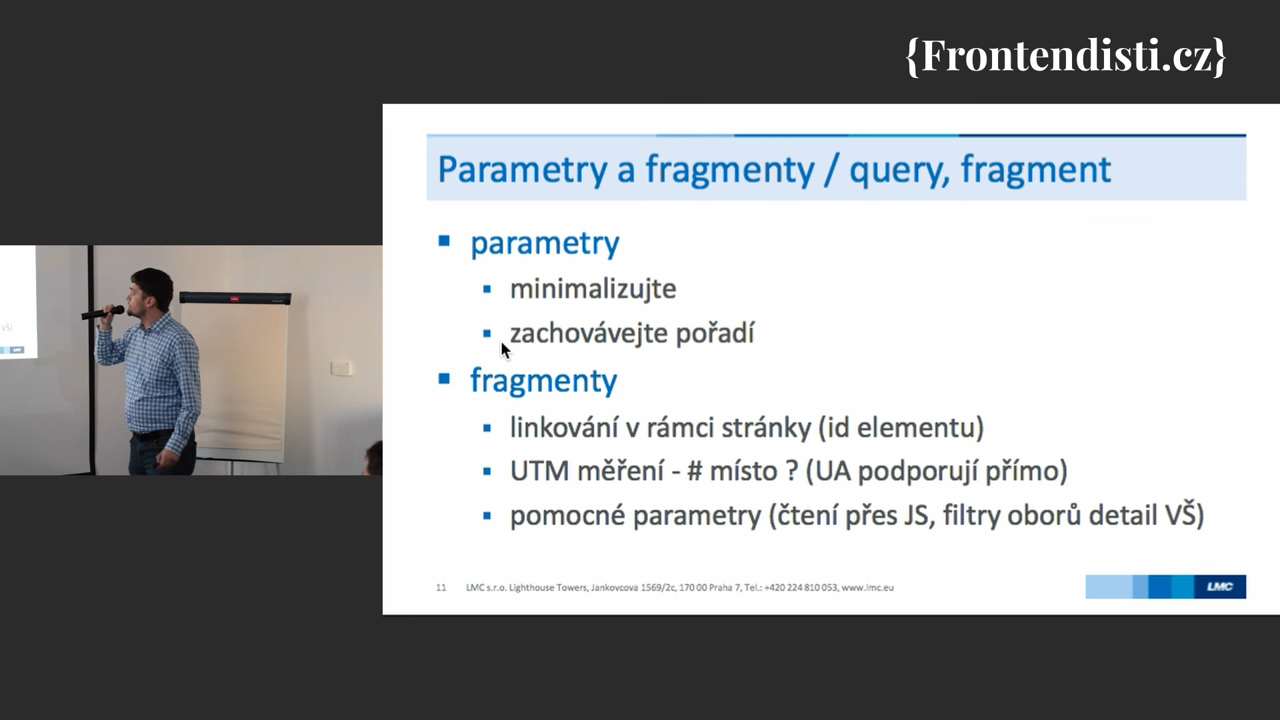 {Frontendisti.cz}
Parametry a fragmenty / query, fragment
parametry
minimalizujte
zachovávejte pořadí
fragmenty
linkování v rámci stránky (id elementu)
UTM měření - # místo ? (UA podporují přímo)
pomocné parametry (čtení přes JS, filtry oborů detail VŠ)
11 LMC s.r.o. Lighthouse Towers, Jankovcova 1569/2c, 170 00 Praha 7, Tel.: +420 224 810 053, www.lmc.eu
LMC
VŠ)